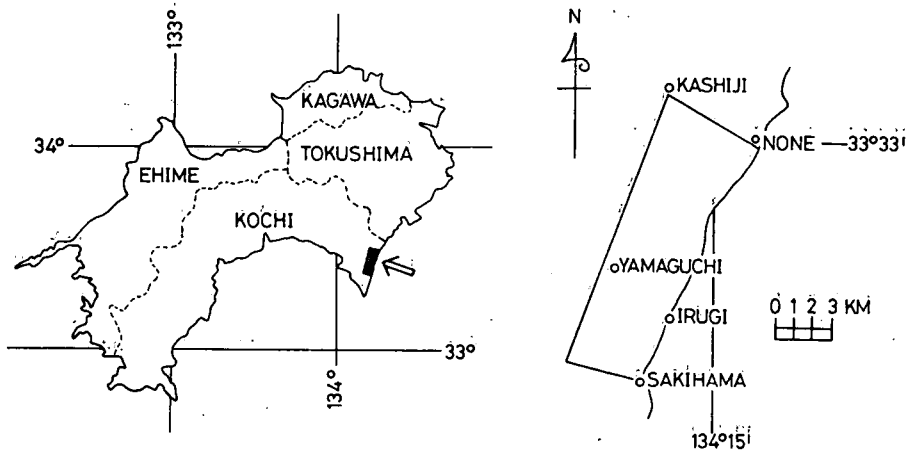 133°
KAGAWA
34°
TOKUSHIMA
EHIME
KOCHI
33°
134°
N
KASHIJI
NONE
33°33'
YAMAGUCHI
0 1 2 3 KM
IRUGI
SAKIHAMA
134°15'